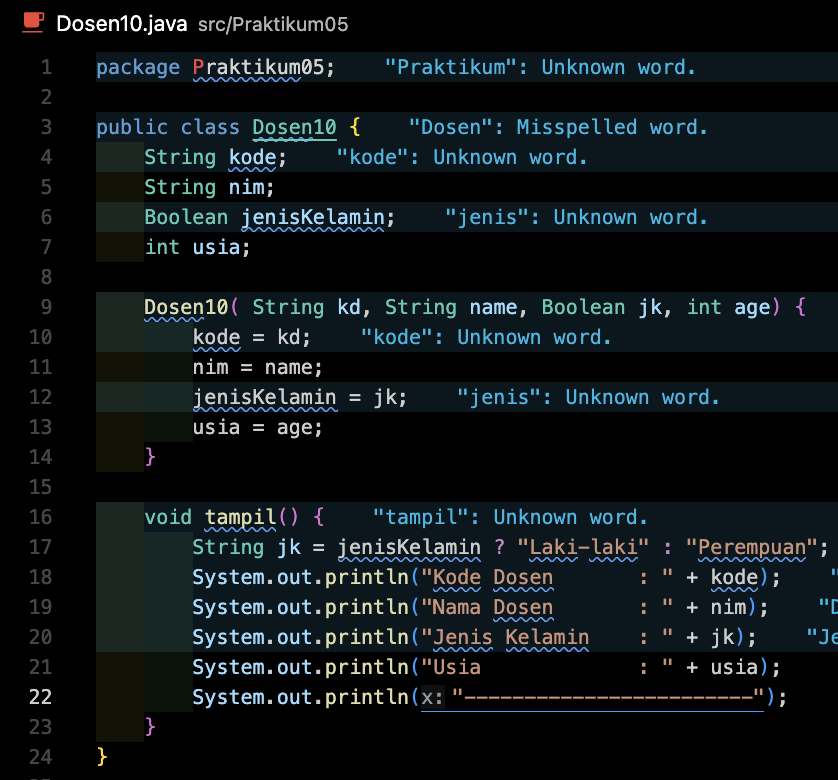 Dosen10.java src/Praktikum05
1 package Praktikum05; "Praktikum": Unknown word.
2
3 public class Dosen10 { "Dosen": Misspelled word.
4 String kode; "kode": Unknown word.
5 String nim;
6 Boolean jenisKelamin; "jenis": Unknown word.
7 int usia;
8
9 Dosen10( String kd, String name, Boolean jk, int age) {
10 kode = kd; "kode": Unknown word.
11 nim = name;
12 jenisKelamin = jk; "jenis": Unknown word.
13 usia = age;
14 }
15
16 void tampil() { "tampil": Unknown word.
17 String jk = jenisKelamin ? "Laki-laki" : "Perempuan";
18 System.out.println("Kode Dosen       : " + kode); "
19 System.out.println("Nama Dosen       : " + nim); "D
20 System.out.println("Jenis Kelamin    : " + jk); "Je
21 System.out.println("Usia             : " + usia);
22 System.out.println(x: "------------------------");
23 }
24 }